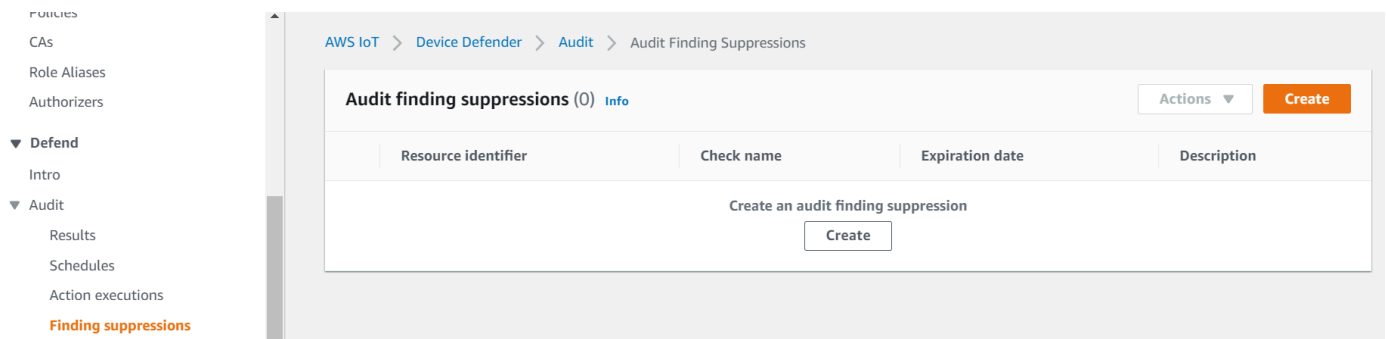 Policies
CAs
Role Aliases
Authorizers
Defend
Intro
Audit
Results
Schedules
Action executions
Finding suppressions
AWS IoT > Device Defender > Audit > Audit Finding Suppressions
Audit finding suppressions (0) Info
Actions
Create
Resource identifier Check name Expiration date Description
Create an audit finding suppression
Create